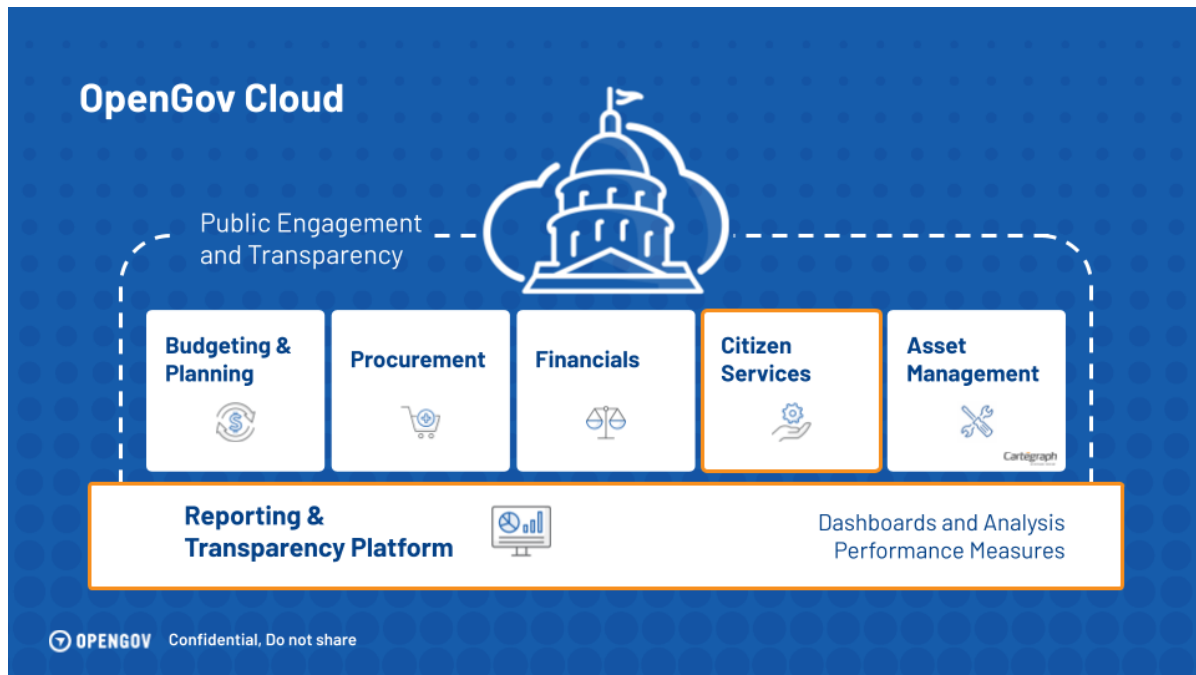 OpenGov Cloud
Public Engagement
and Transparency
Budgeting &
Planning
Procurement
Financials
Citizen
Services
Asset
Management
Cartegraph
Reporting &
Transparency Platform
Dashboards and Analysis
Performance Measures
OPENGOV Confidential, Do not share